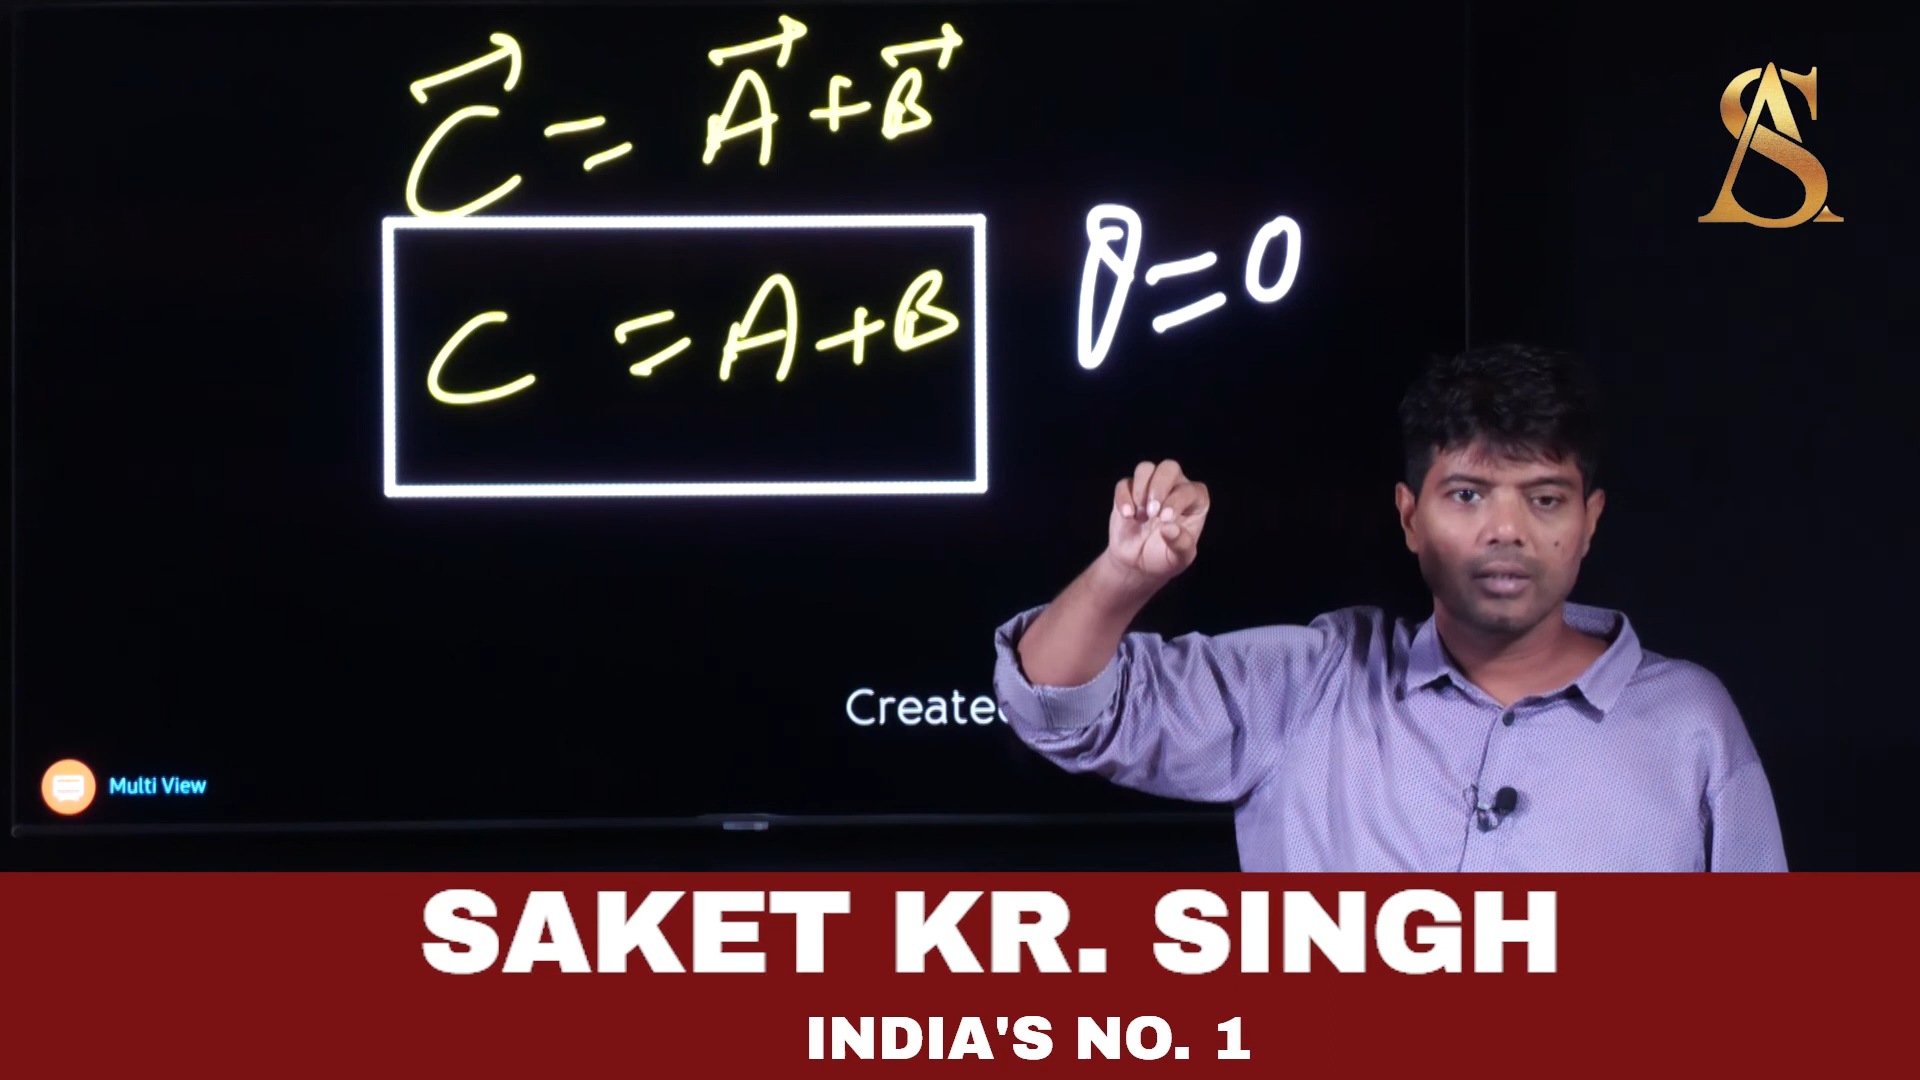 C⃗ = A⃗ + B⃗
C = A + B
θ = 0
Create
Multi View
SAKET KR. SINGH
INDIA'S NO. 1